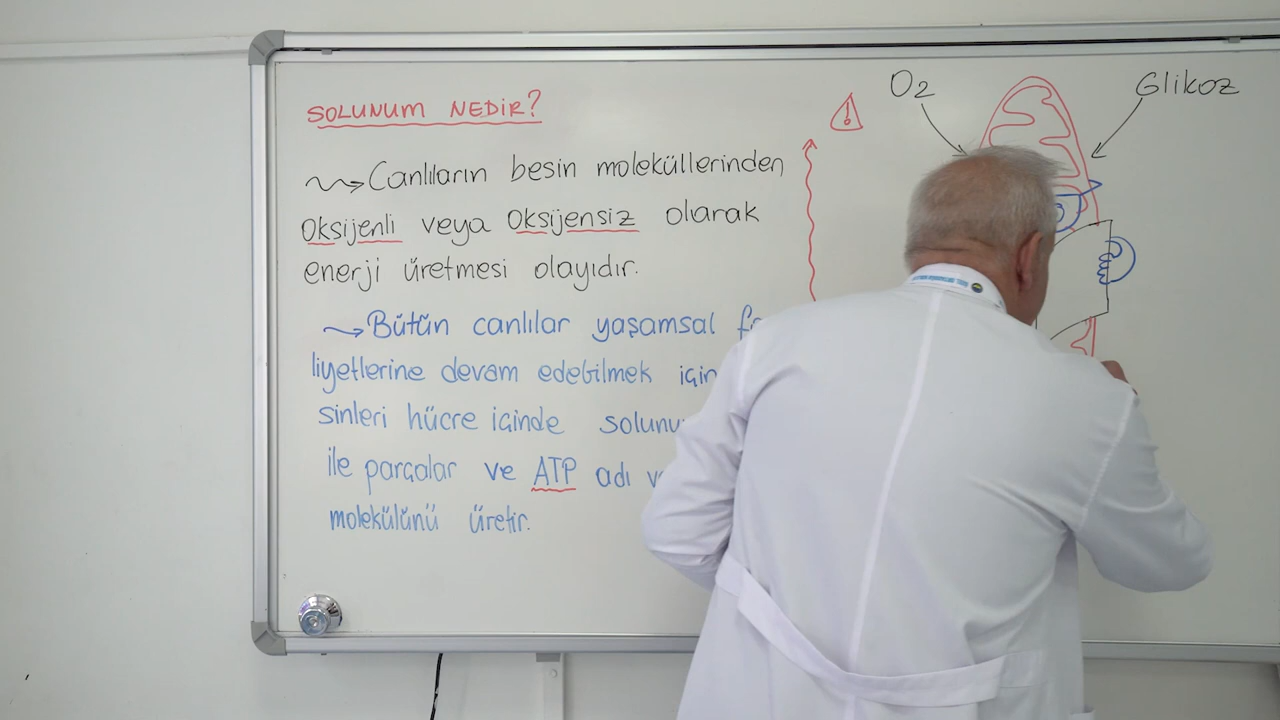 SOLUNUM NEDİR?
Canlıların besin moleküllerinden
Oksijenli veya Oksijensiz olarak
enerji üretmesi olayıdır.
Bütün canlılar yaşamsal
liyetlerine devam edebilmek için
sinleri hücre içinde
ile parçalar ve ATP adı
molekülünü üretir.
O2
Glikoz